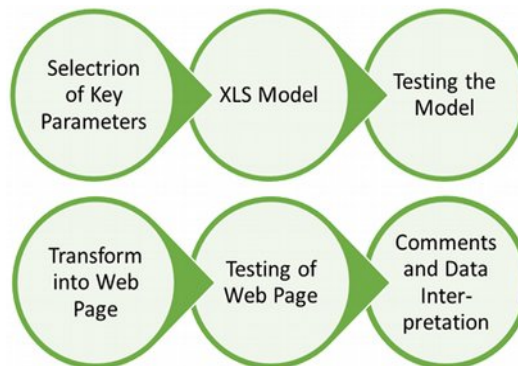 Selectrion
of Key
Parameters
XLS Model
Testing the
Model
Transform
into Web
Page
Testing of
Web Page
Comments
and Data
Inter-
pretation